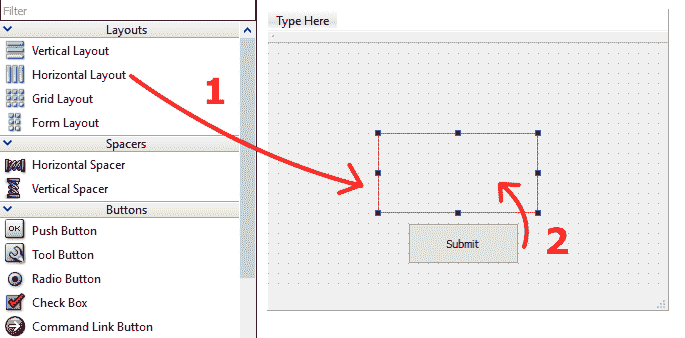 Filter
Layouts
Vertical Layout
Horizontal Layout
Grid Layout
Form Layout
Spacers
Horizontal Spacer
Vertical Spacer
Buttons
OK Push Button
Tool Button
Radio Button
Check Box
Command Link Button
1
Type Here
Submit
2